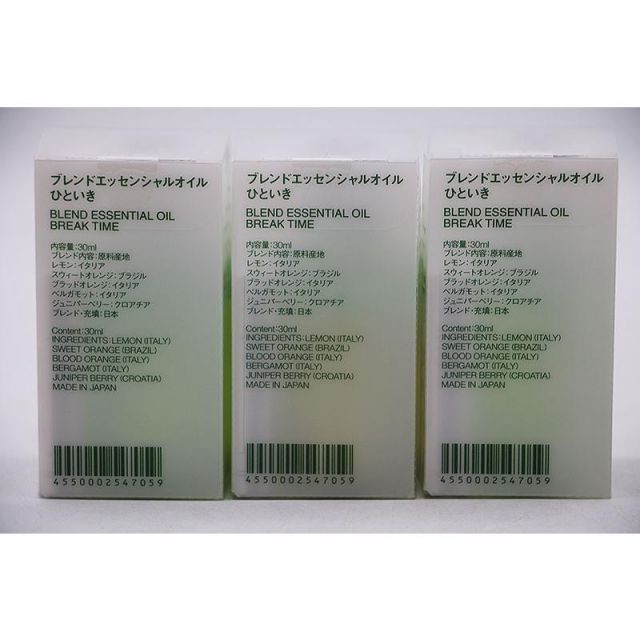 ブレンドエッセンシャルオイル
ひといき
BLEND ESSENTIAL OIL
BREAK TIME
内容量:30ml
ブレンド内容:原料産地
レモン:イタリア
スウィートオレンジ:ブラジル
ブラッドオレンジ:イタリア
ベルガモット:イタリア
ジュニパーベリー:クロアチア
ブレンド・充填:日本
Content:30ml
INGREDIENTS:LEMON (ITALY)
SWEET ORANGE (BRAZIL)
BLOOD ORANGE (ITALY)
BERGAMOT (ITALY)
JUNIPER BERRY (CROATIA)
MADE IN JAPAN
4550002547059
ブレンドエッセンシャルオイル
ひといき
BLEND ESSENTIAL OIL
BREAK TIME
内容量:30ml
ブレンド内容:原料産地
レモン:イタリア
スウィートオレンジ:ブラジル
ブラッドオレンジ:イタリア
ベルガモット:イタリア
ジュニパーベリー:クロアチア
ブレンド・充填:日本
Content:30ml
INGREDIENTS:LEMON (ITALY)
SWEET ORANGE (BRAZIL)
BLOOD ORANGE (ITALY)
BERGAMOT (ITALY)
JUNIPER BERRY (CROATIA)
MADE IN JAPAN
4550002547059
ブレンドエッセンシャルオイル
ひといき
BLEND ESSENTIAL OIL
BREAK TIME
内容量:30ml
ブレンド内容:原料産地
レモン:イタリア
スウィートオレンジ:ブラジル
ブラッドオレンジ:イタリア
ベルガモット:イタリア
ジュニパーベリー:クロアチア
ブレンド・充填:日本
Content:30ml
INGREDIENTS:LEMON (ITALY)
SWEET ORANGE (BRAZIL)
BLOOD ORANGE (ITALY)
BERGAMOT (ITALY)
JUNIPER BERRY (CROATIA)
MADE IN JAPAN
4550002547059